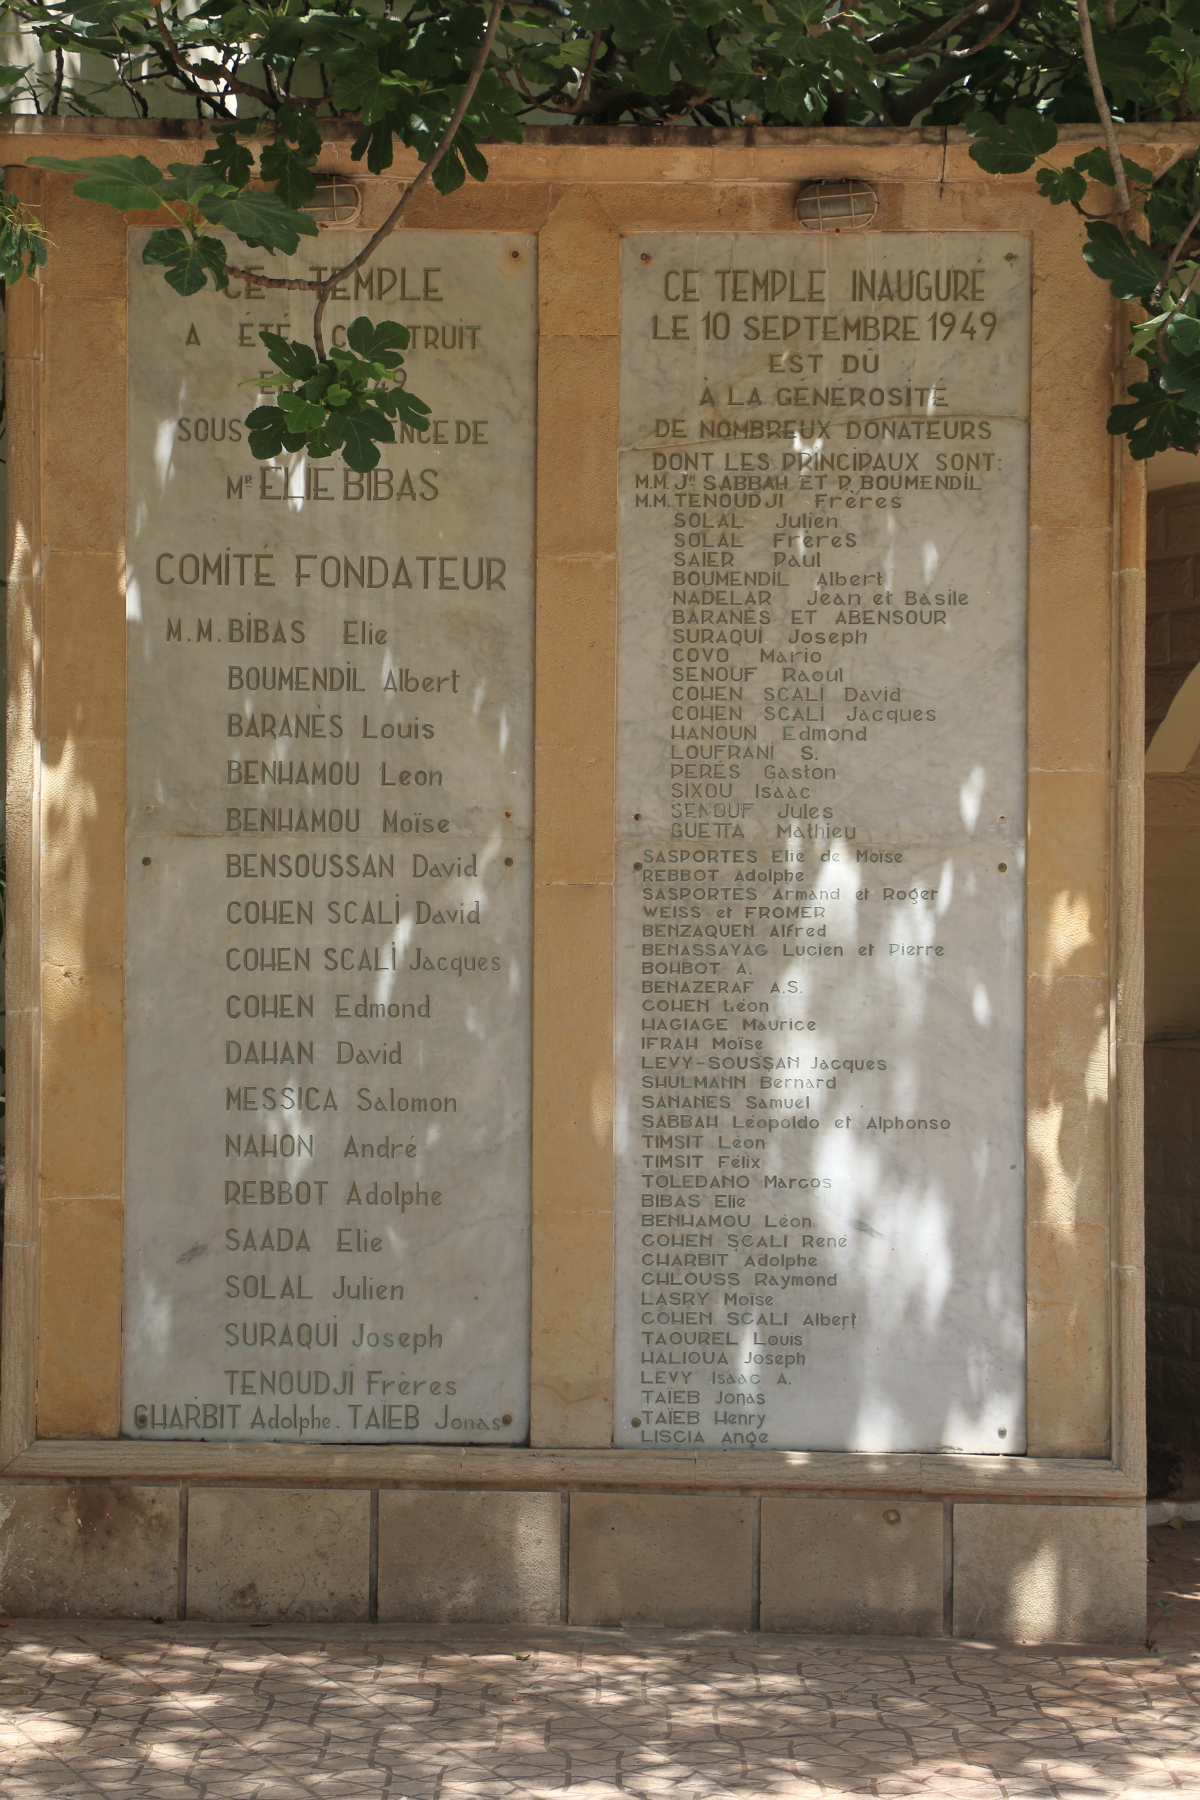 CE TEMPLE
A ÉTÉ
SOUS DE
Mʳ ELIE BIBAS
COMITÉ FONDATEUR
M.M. BIBAS Elie
BOUMENDIL Albert
BARANÈS Louis
BENHAMOU Leon
BENHAMOU Moïse
BENSOUSSAN David
COHEN SCALI David
COHEN SCALI Jacques
COHEN Edmond
DAHAN David
MESSICA Salomon
NAHON André
REBBOT Adolphe
SAADA Elie
SOLAL Julien
SURAQUI Joseph
TENOUDJI Frères
CHARBIT Adolphe. TAÏEB Jonas
CE TEMPLE INAUGURÉ
LE 10 SEPTEMBRE 1949
EST DÛ
À LA GÉNÉROSITÉ
DE NOMBREUX DONATEURS
DONT LES PRINCIPAUX SONT:
M.M. Jⁿ SABBAH ET P. BOUMENDIL
M.M. TENOUDJI Frères
SOLAL Julien
SOLAL Frères
SAIER Paul
BOUMENDIL Albert
NADELAR Jean et Basile
BARANÈS ET ABENSOUR
SURAQUI Joseph
COVO Mario
SENOUF Raoul
COHEN SCALI David
COHEN SCALI Jacques
HANOUN Edmond
LOUFRANI S.
PERÈS Gaston
SIXOU Isaac
SENOUF Jules
GUETTA Mathieu
SASPORTES Elie de Moïse
REBBOT Adolphe
SASPORTES Armand et Roger
WEISS et FROMER
BENZAQUEN Alfred
BENASSAYAG Lucien et Pierre
BOHBOT A.
BENAZERAF A.S.
COHEN Léon
HAGIAGE Maurice
IFRAH Moïse
LEVY-SOUSSAN Jacques
SHULMANN Bernard
SANANES Samuel
SABBAH Léopoldo et Alphonso
TIMSIT Léon
TIMSIT Félix
TOLEDANO Marcos
BIBAS Elie
BENHAMOU Léon
COHEN SCALI René
CHARBIT Adolphe
CHLOUSS Raymond
LASRY Moïse
COHEN SCALI Albert
TAOUREL Louis
HALIOUA Joseph
LEVY Isaac A.
TAÏEB Jonas
TAÏEB Henry
LISCIA Ange